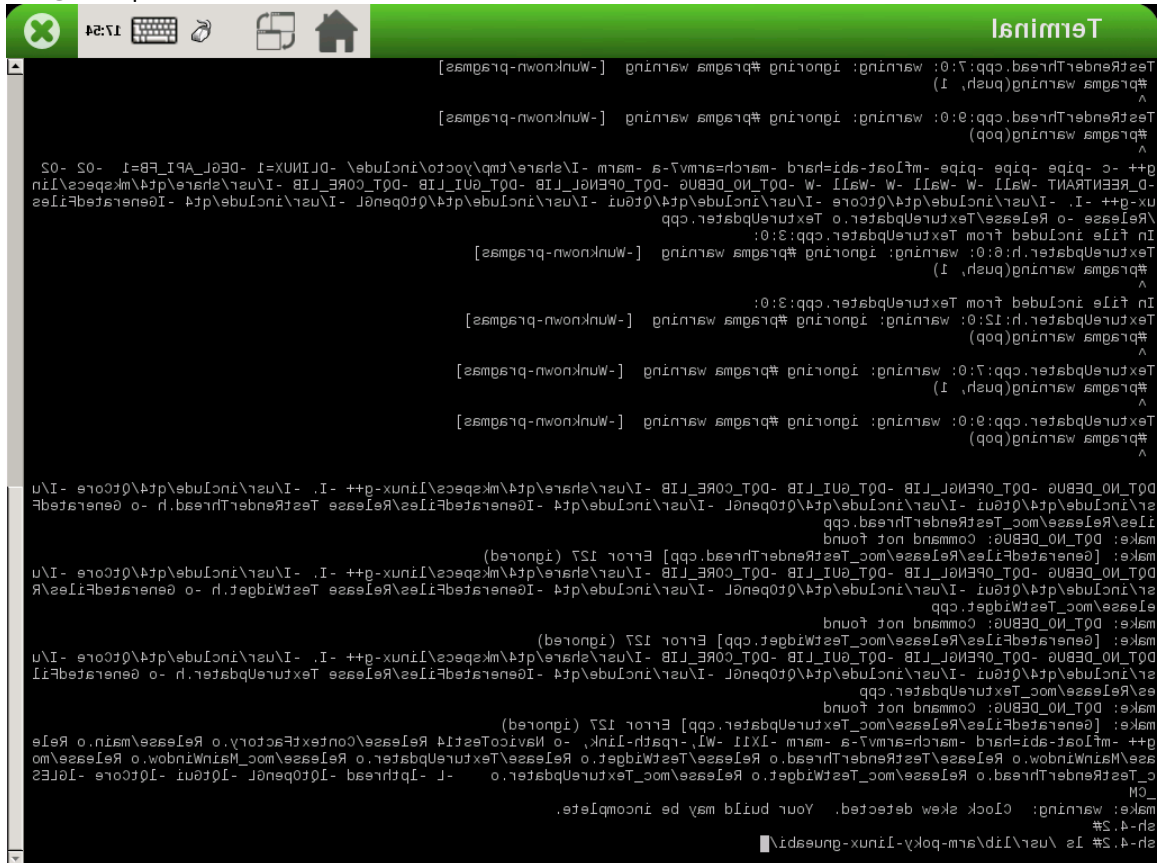 Terminal
17:54
TestRenderThread.cpp:7:0: warning: ignoring #pragma warning  [-Wunknown-pragmas]
 #pragma warning(push, 1)
 ^
TestRenderThread.cpp:9:0: warning: ignoring #pragma warning  [-Wunknown-pragmas]
 #pragma warning(pop)
 ^
g++ -c -pipe -pipe -pipe -mfloat-abi=hard -march=armv7-a -marm -I/share/tmp/yocto/include/ -DLINUX=1 -DEGL_API_FB=1  -O2 -O2
-D_REENTRANT -Wall -W -Wall -W -Wall -W -DQT_NO_DEBUG -DQT_OPENGL_LIB -DQT_GUI_LIB -DQT_CORE_LIB -I/usr/share/qt4/mkspecs/lin
ux-g++ -I. -I/usr/include/qt4/QtCore -I/usr/include/qt4/QtGui -I/usr/include/qt4/QtOpenGL -I/usr/include/qt4 -IGeneratedFiles
/Release -o Release/TextureUpdater.o TextureUpdater.cpp
In file included from TextureUpdater.cpp:3:0:
TextureUpdater.h:6:0: warning: ignoring #pragma warning  [-Wunknown-pragmas]
 #pragma warning(push, 1)
 ^
In file included from TextureUpdater.cpp:3:0:
TextureUpdater.h:12:0: warning: ignoring #pragma warning  [-Wunknown-pragmas]
 #pragma warning(pop)
 ^
TextureUpdater.cpp:7:0: warning: ignoring #pragma warning  [-Wunknown-pragmas]
 #pragma warning(push, 1)
 ^
TextureUpdater.cpp:9:0: warning: ignoring #pragma warning  [-Wunknown-pragmas]
 #pragma warning(pop)
 ^
DQT_NO_DEBUG -DQT_OPENGL_LIB -DQT_GUI_LIB -DQT_CORE_LIB -I/usr/share/qt4/mkspecs/linux-g++ -I. -I/usr/include/qt4/QtCore -I/u
sr/include/qt4/QtGui -I/usr/include/qt4/QtOpenGL -I/usr/include/qt4 -IGeneratedFiles/Release TestRenderThread.h -o GeneratedF
iles/Release/moc_TestRenderThread.cpp
make: DQT_NO_DEBUG: Command not found
make: [GeneratedFiles/Release/moc_TestRenderThread.cpp] Error 127 (ignored)
DQT_NO_DEBUG -DQT_OPENGL_LIB -DQT_GUI_LIB -DQT_CORE_LIB -I/usr/share/qt4/mkspecs/linux-g++ -I. -I/usr/include/qt4/QtCore -I/u
sr/include/qt4/QtGui -I/usr/include/qt4/QtOpenGL -I/usr/include/qt4 -IGeneratedFiles/Release TestWidget.h -o GeneratedFiles/R
elease/moc_TestWidget.cpp
make: DQT_NO_DEBUG: Command not found
make: [GeneratedFiles/Release/moc_TestWidget.cpp] Error 127 (ignored)
DQT_NO_DEBUG -DQT_OPENGL_LIB -DQT_GUI_LIB -DQT_CORE_LIB -I/usr/share/qt4/mkspecs/linux-g++ -I. -I/usr/include/qt4/QtCore -I/u
sr/include/qt4/QtGui -I/usr/include/qt4/QtOpenGL -I/usr/include/qt4 -IGeneratedFiles/Release TextureUpdater.h -o GeneratedFil
es/Release/moc_TextureUpdater.cpp
make: DQT_NO_DEBUG: Command not found
make: [GeneratedFiles/Release/moc_TextureUpdater.cpp] Error 127 (ignored)
g++ -mfloat-abi=hard -march=armv7-a -marm -lX11 -Wl,-rpath-link, -o NavicoTest14 Release/ContextFactory.o Release/main.o Rele
ase/MainWindow.o Release/TestRenderThread.o Release/TestWidget.o Release/TextureUpdater.o Release/moc_MainWindow.o Release/mo
c_TestRenderThread.o Release/moc_TestWidget.o Release/moc_TextureUpdater.o    -L -lpthread -lQtOpenGL -lQtGui -lQtCore -lGLES
_CM
make: warning:  Clock skew detected.  Your build may be incomplete.
sh-4.2#
sh-4.2# ls /usr/lib/arm-poky-linux-gnueabi/